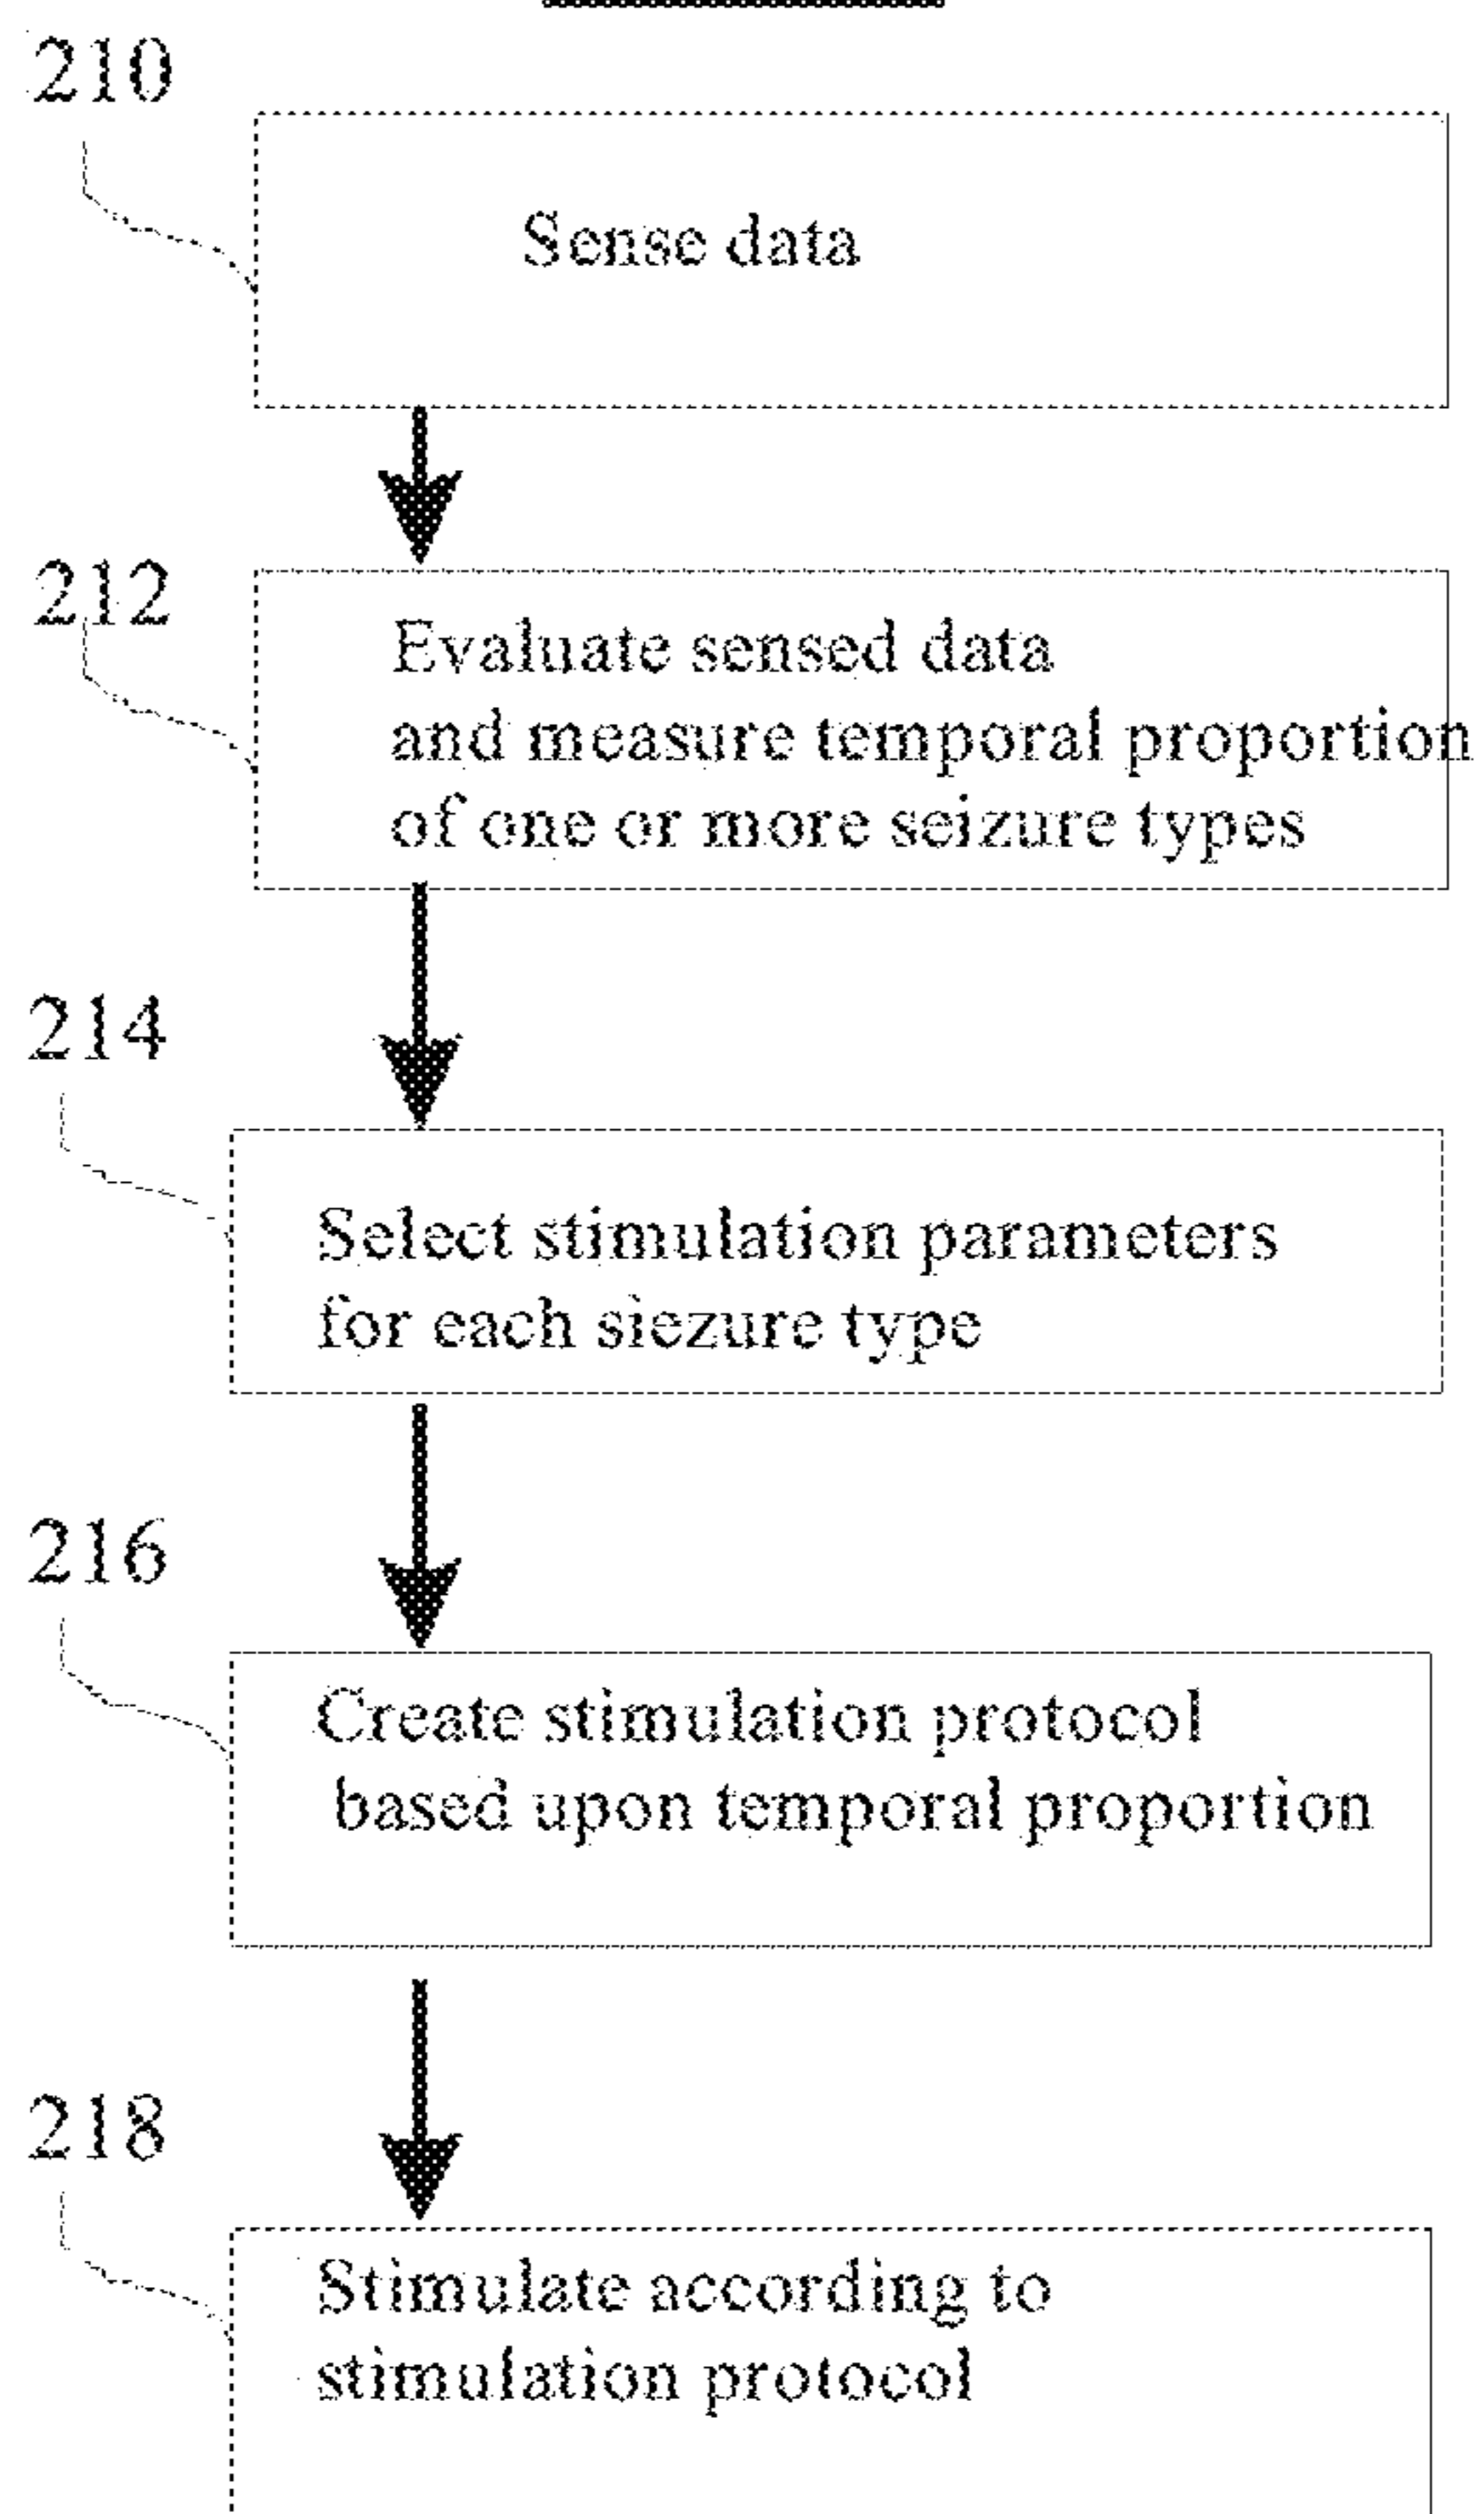 210
Sense data
212
Evaluate sensed data
and measure temporal proportion
of one or more seizure types
214
Select stimulation parameters
for each siezure type
216
Create stimulation protocol
based upon temporal proportion
218
Stimulate according to
stimulation protocol